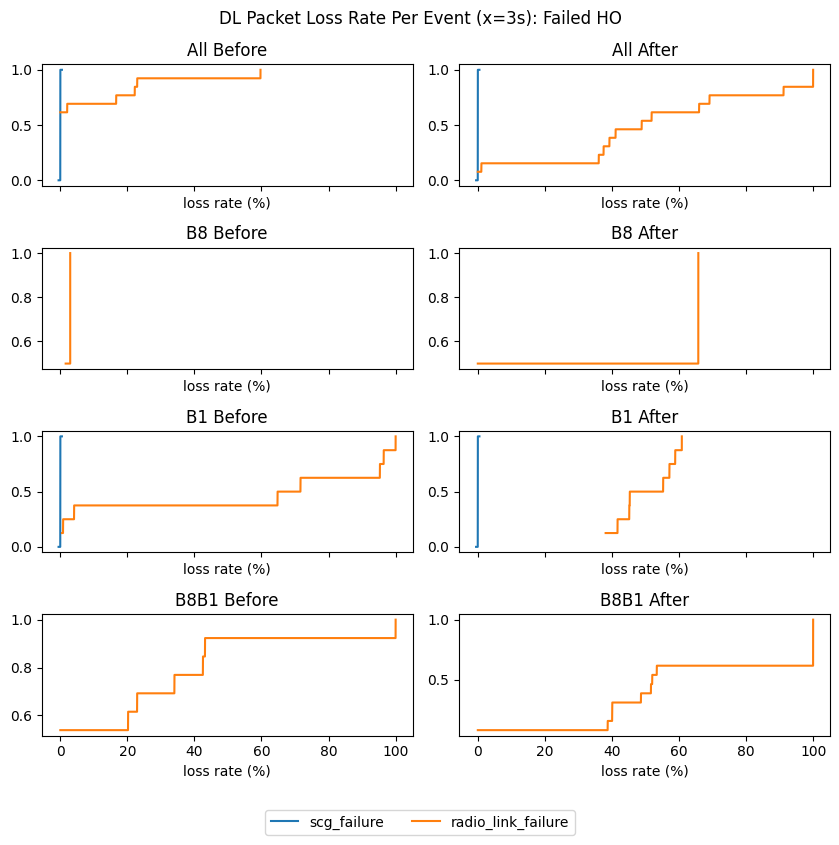 DL Packet Loss Rate Per Event (x=3s): Failed HO
All Before
All After
1.0
0.5
0.0
loss rate (%)
1.0
0.5
0.0
loss rate (%)
B8 Before
B8 After
1.0
0.8
0.6
loss rate (%)
1.0
0.8
0.6
loss rate (%)
B1 Before
B1 After
1.0
0.5
0.0
loss rate (%)
1.0
0.5
0.0
loss rate (%)
B8B1 Before
B8B1 After
1.0
0.8
0.6
0 20 40 60 80 100
loss rate (%)
1.0
0.5
0 20 40 60 80 100
loss rate (%)
scg_failure
radio_link_failure